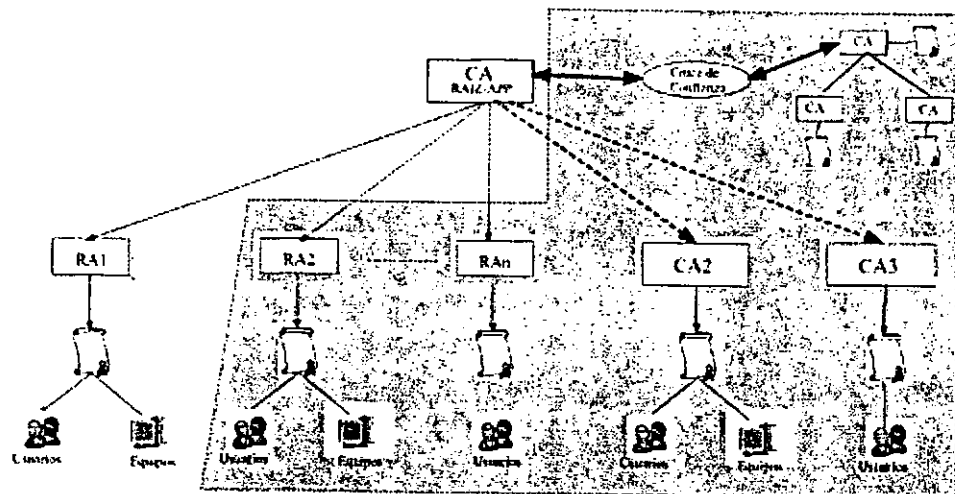 CA
CA
RAIZ-APP
Cruce de
Confianza
CA
CA
RA1
RA2
RAn
CA2
CA3
Usuarios
Equipos
Usuarios
Equipos
Usuarios
Usuarios
Equipos
Usuarios